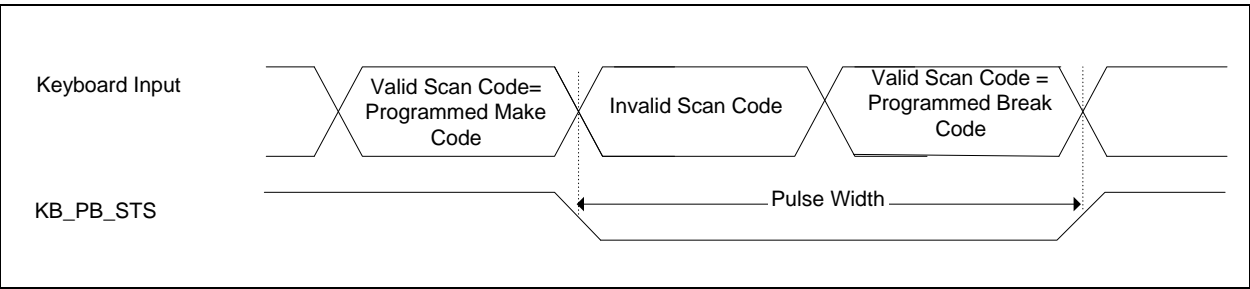 Keyboard Input
Valid Scan Code=
Programmed Make
Code
Invalid Scan Code
Valid Scan Code =
Programmed Break
Code
KB_PB_STS
Pulse Width